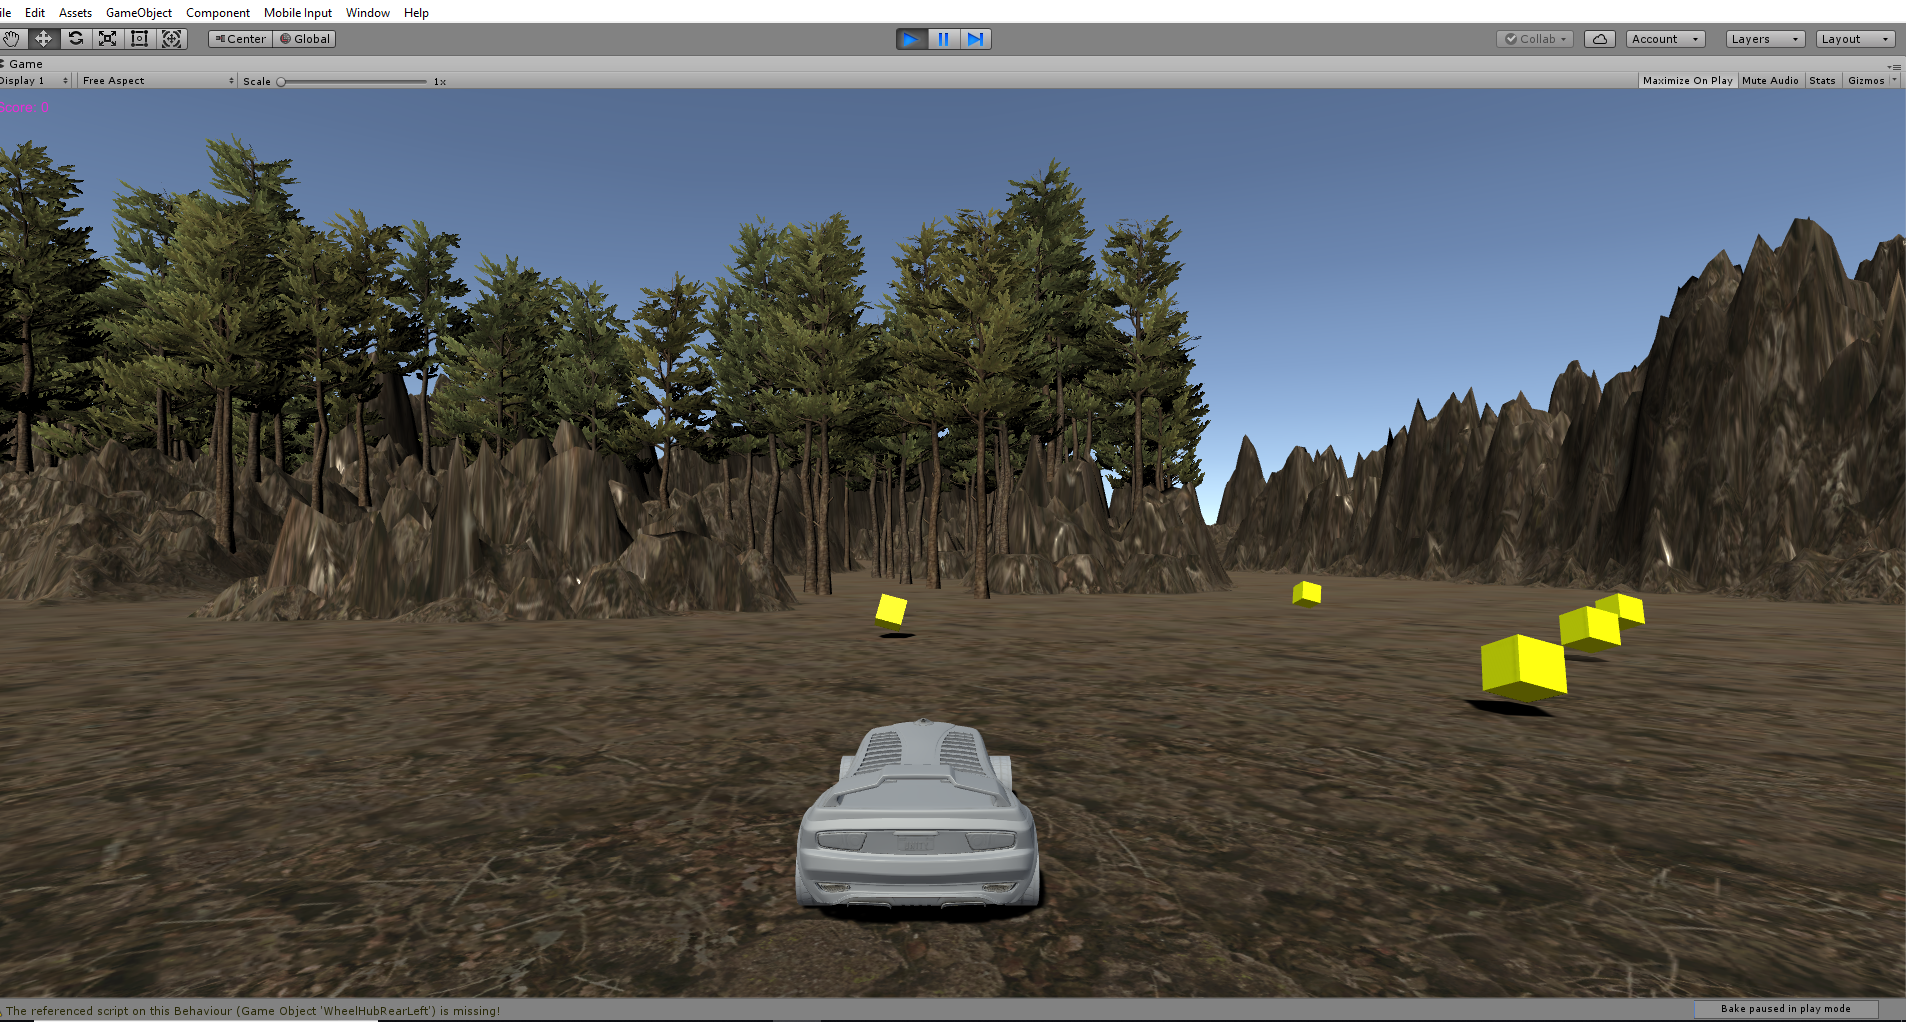 ile Edit Assets GameObject Component Mobile Input Window Help
Center Global Collab Account Layers Layout
Game
Display 1 Free Aspect Scale 1x Maximize On Play Mute Audio Stats Gizmos
The referenced script on this Behaviour (Game Object 'WheelHubRearLeft') is missing! Bake paused in play mode